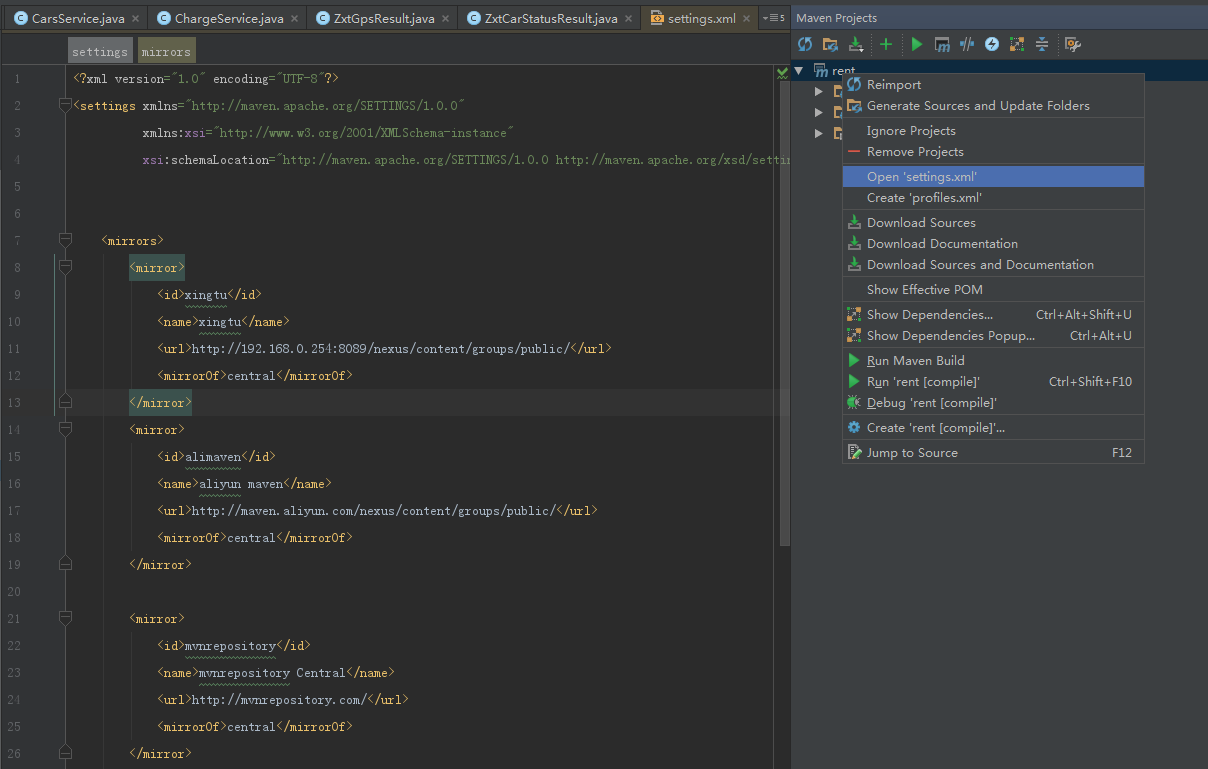 CarsService.java
ChargeService.java
ZxtGpsResult.java
ZxtCarStatusResult.java
settings.xml
5
settings
mirrors
1 <?xml version="1.0" encoding="UTF-8"?>
2 <settings xmlns="http://maven.apache.org/SETTINGS/1.0.0"
3 xmlns:xsi="http://www.w3.org/2001/XMLSchema-instance"
4 xsi:schemaLocation="http://maven.apache.org/SETTINGS/1.0.0 http://maven.apache.org/xsd/settin
5
6
7 <mirrors>
8 <mirror>
9 <id>xingtu</id>
10 <name>xingtu</name>
11 <url>http://192.168.0.254:8089/nexus/content/groups/public/</url>
12 <mirrorOf>central</mirrorOf>
13 </mirror>
14 <mirror>
15 <id>alimaven</id>
16 <name>aliyun maven</name>
17 <url>http://maven.aliyun.com/nexus/content/groups/public/</url>
18 <mirrorOf>central</mirrorOf>
19 </mirror>
20
21 <mirror>
22 <id>mvnrepository</id>
23 <name>mvnrepository Central</name>
24 <url>http://mvnrepository.com/</url>
25 <mirrorOf>central</mirrorOf>
26 </mirror>
Maven Projects
rent
Reimport
Generate Sources and Update Folders
Ignore Projects
Remove Projects
Open 'settings.xml'
Create 'profiles.xml'
Download Sources
Download Documentation
Download Sources and Documentation
Show Effective POM
Show Dependencies... Ctrl+Alt+Shift+U
Show Dependencies Popup... Ctrl+Alt+U
Run Maven Build
Run 'rent [compile]' Ctrl+Shift+F10
Debug 'rent [compile]'
Create 'rent [compile]'...
Jump to Source F12